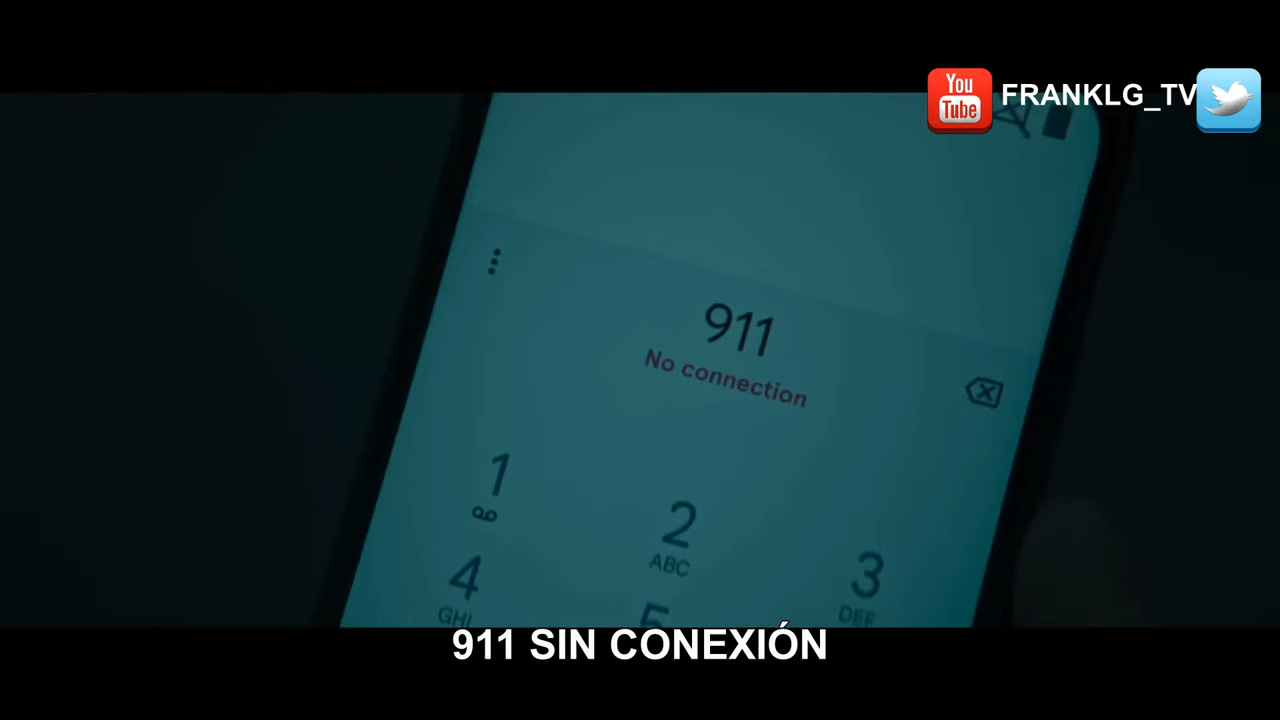 You
Tube
FRANKLG_TV
911
No connection
1
2
ABC
3
DEF
4
GHI
5
911 SIN CONEXIÓN